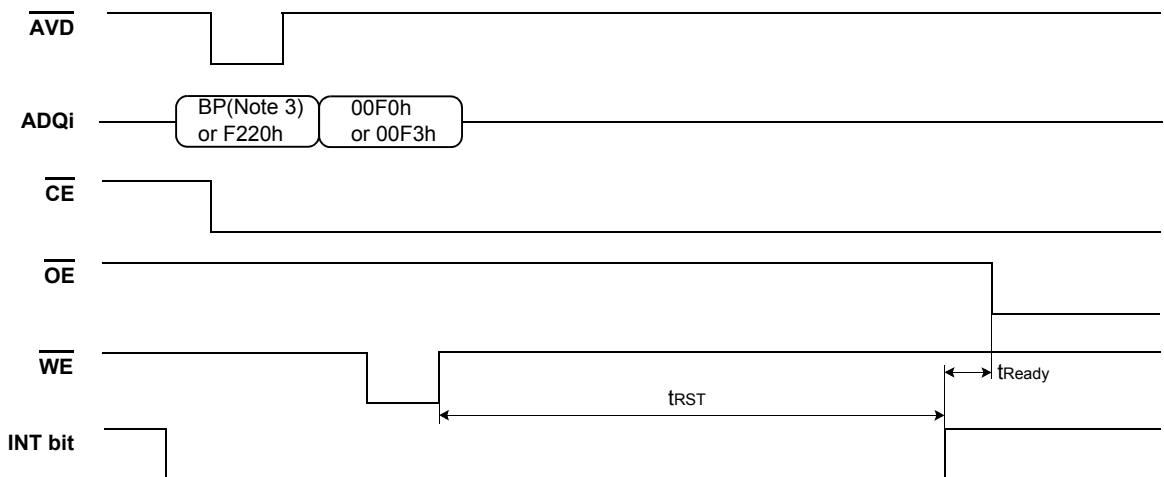 AVD
ADQi
BP(Note 3)
or F220h
00F0h
or 00F3h
CE
OE
WE
tReady
tRST
INT bit